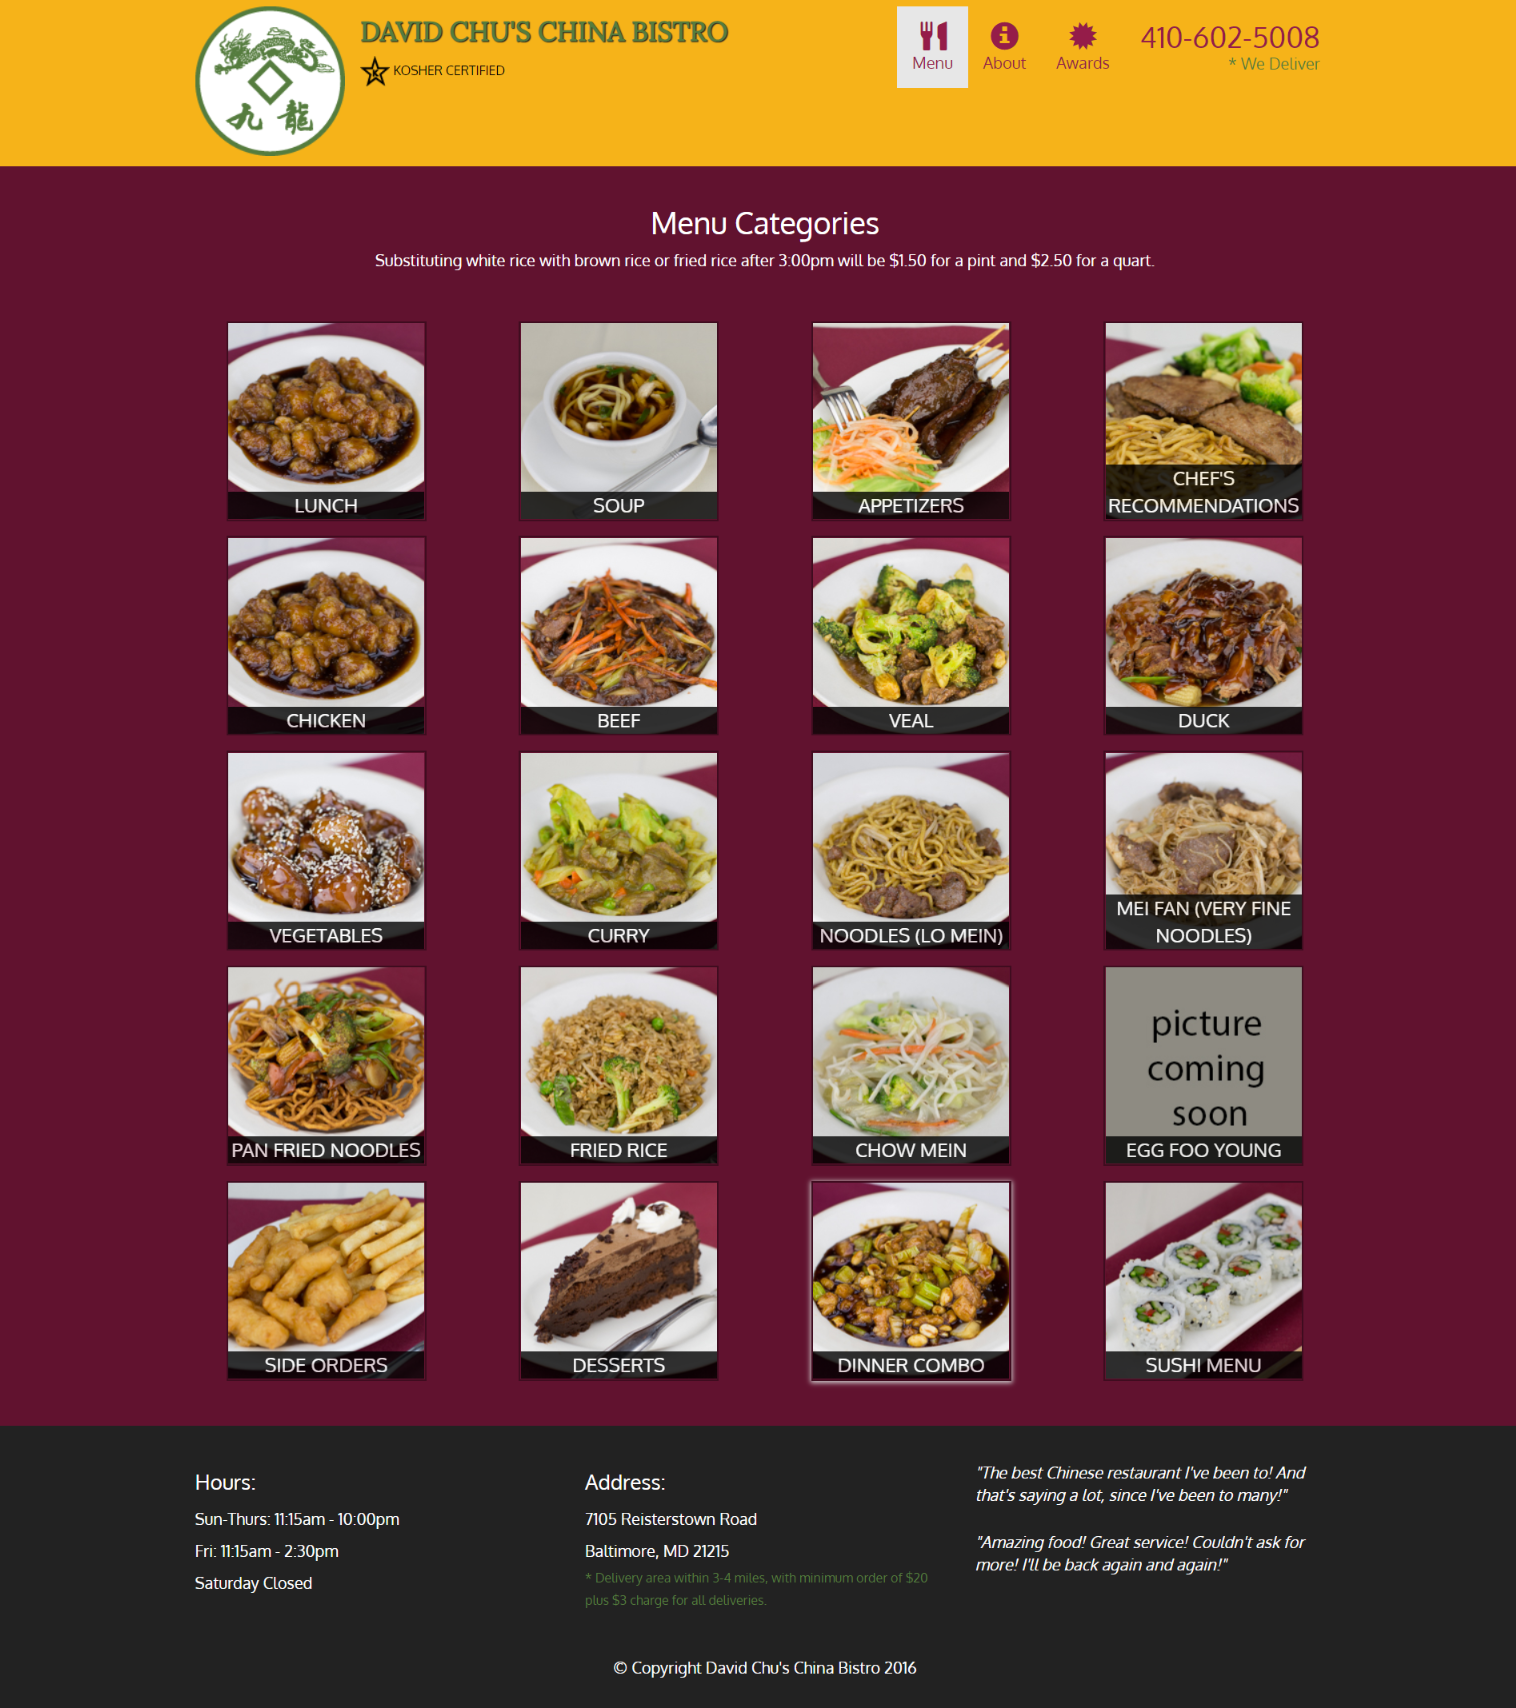 DAVID CHU'S CHINA BISTRO
KOSHER CERTIFIED
九龍
Menu
About
Awards
410-602-5008
* We Deliver
Menu Categories
Substituting white rice with brown rice or fried rice after 3:00pm will be $1.50 for a pint and $2.50 for a quart.
LUNCH
SOUP
APPETIZERS
CHEF'S
RECOMMENDATIONS
CHICKEN
BEEF
VEAL
DUCK
VEGETABLES
CURRY
NOODLES (LO MEIN)
MEI FAN (VERY FINE
NOODLES)
PAN FRIED NOODLES
FRIED RICE
CHOW MEIN
picture
coming
soon
EGG FOO YOUNG
SIDE ORDERS
DESSERTS
DINNER COMBO
SUSHI MENU
Hours:
Sun-Thurs: 11:15am - 10:00pm
Fri: 11:15am - 2:30pm
Saturday Closed
Address:
7105 Reisterstown Road
Baltimore, MD 21215
* Delivery area within 3-4 miles, with minimum order of $20
plus $3 charge for all deliveries.
"The best Chinese restaurant I've been to! And
that's saying a lot, since I've been to many!"
"Amazing food! Great service! Couldn't ask for
more! I'll be back again and again!"
© Copyright David Chu's China Bistro 2016